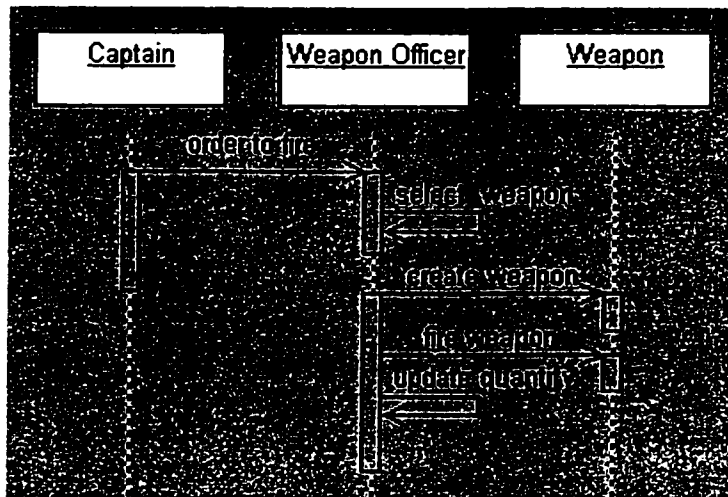 Captain
Weapon Officer
Weapon
order to fire
select weapon
create weapon
fire weapon
update quantity